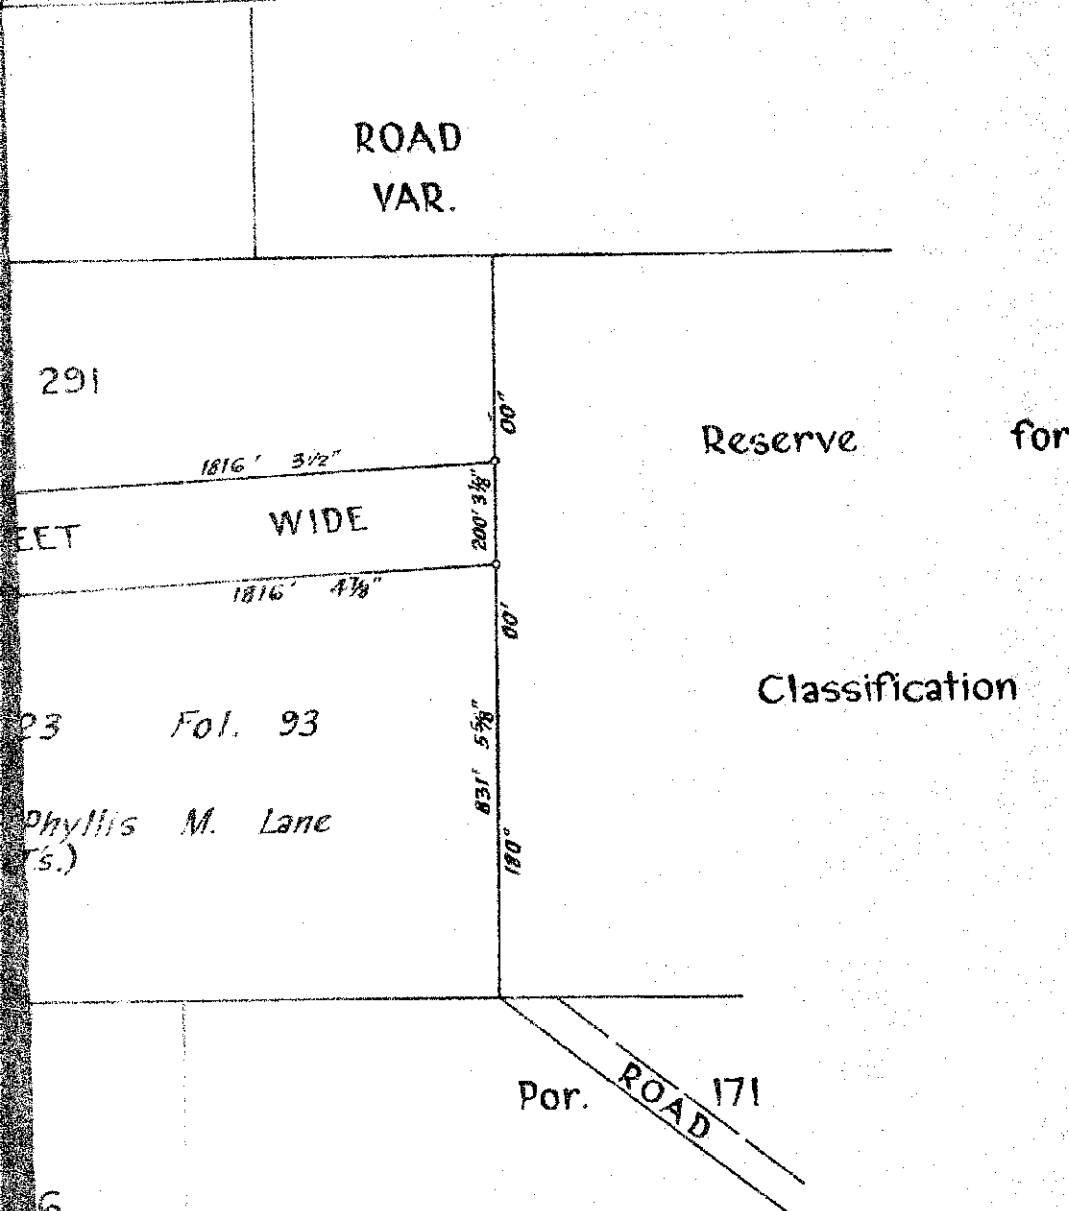 ROAD
VAR.
291
00"
Reserve for
1816' 3½"
200' 3⅛"
EET WIDE
1816' 4⅞"
00'
Classification
23 Fol. 93
831' 5⅝"
Phyllis M. Lane
T's.)
180°
Por. ROAD 171
6